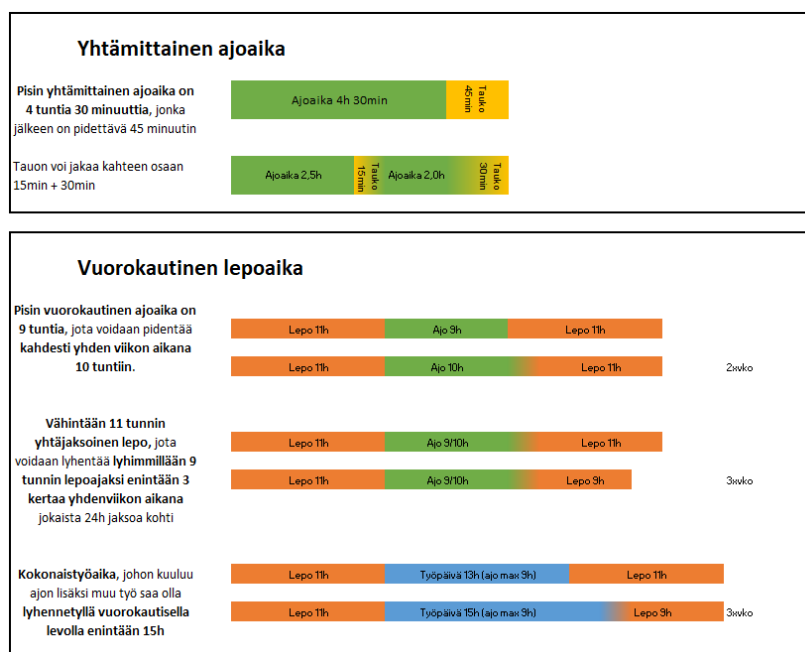 Yhtämittainen ajoaika
Pisin yhtämittainen ajoaika on
4 tuntia 30 minuuttia, jonka
jälkeen on pidettävä 45 minuutin
Ajoaika 4h 30min
Tauko
45min
Tauon voi jakaa kahteen osaan
15min + 30min
Ajoaika 2,5h
Tauko
15min
Ajoaika 2,0h
Tauko
30min
Vuorokautinen lepoaika
Pisin vuorokautinen ajoaika on
9 tuntia, jota voidaan pidentää
kahdesti yhden viikon aikana
10 tuntiin.
Lepo 11h
Ajo 9h
Lepo 11h
Lepo 11h
Ajo 10h
Lepo 11h
2xvko
Vähintään 11 tunnin
yhtäjaksoinen lepo, jota
voidaan lyhentää lyhimmillään 9
tunnin lepoajaksi enintään 3
kertaa yhdenviikon aikana
jokaista 24h jaksoa kohti
Lepo 11h
Ajo 9/10h
Lepo 11h
Lepo 11h
Ajo 9/10h
Lepo 9h
3xvko
Kokonaistyöaika, johon kuuluu
ajon lisäksi muu työ saa olla
lyhennetyllä vuorokautisella
levolla enintään 15h
Lepo 11h
Työpäivä 13h (ajo max 9h)
Lepo 11h
Lepo 11h
Työpäivä 15h (ajo max 9h)
Lepo 9h
3xvko